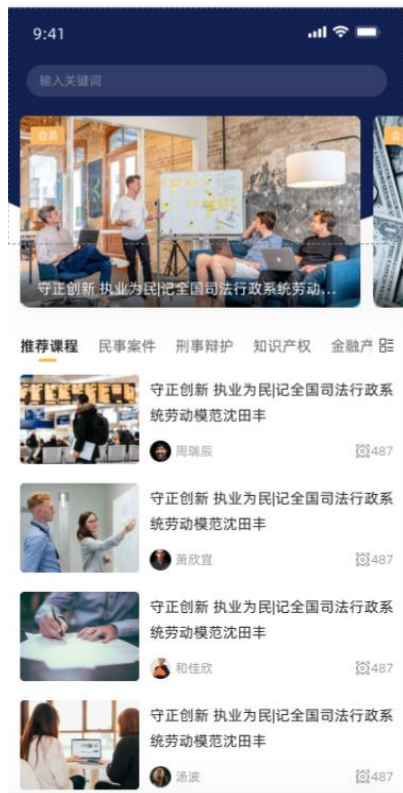 9:41
输入关键词
会员
守正创新 执业为民|记全国司法行政系统劳动...
推荐课程 民事案件 刑事辩护 知识产权 金融产
守正创新 执业为民|记全国司法行政系
统劳动模范沈田丰
周瑞辰 487
守正创新 执业为民|记全国司法行政系
统劳动模范沈田丰
萧欣宜 487
守正创新 执业为民|记全国司法行政系
统劳动模范沈田丰
和佳欣 487
守正创新 执业为民|记全国司法行政系
统劳动模范沈田丰
汤波 487